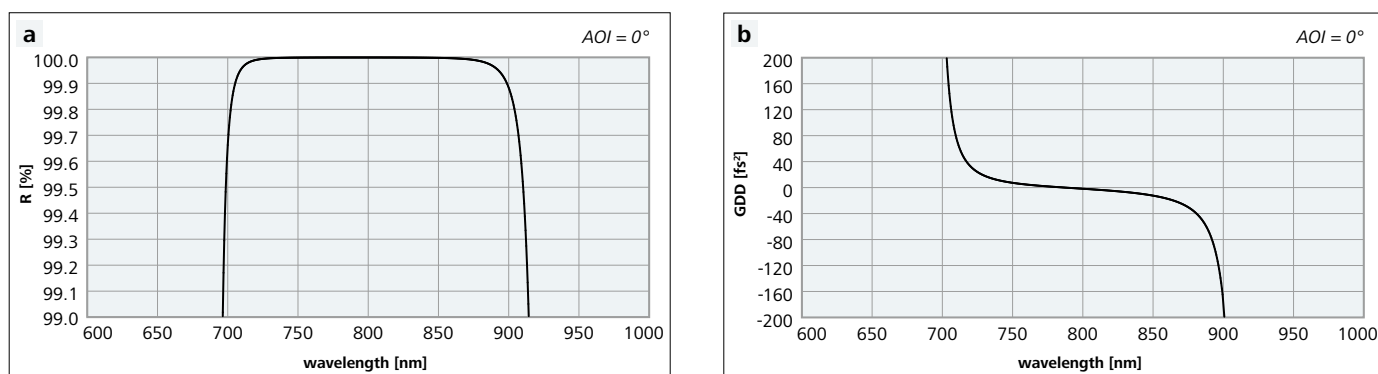 a
AOI = 0°
R [%]
100.0
99.9
99.8
99.7
99.6
99.5
99.4
99.3
99.2
99.1
99.0
600 650 700 750 800 850 900 950 1000
wavelength [nm]
b
AOI = 0°
GDD [fs²]
200
160
120
80
40
0
-40
-80
-120
-160
-200
600 650 700 750 800 850 900 950 1000
wavelength [nm]